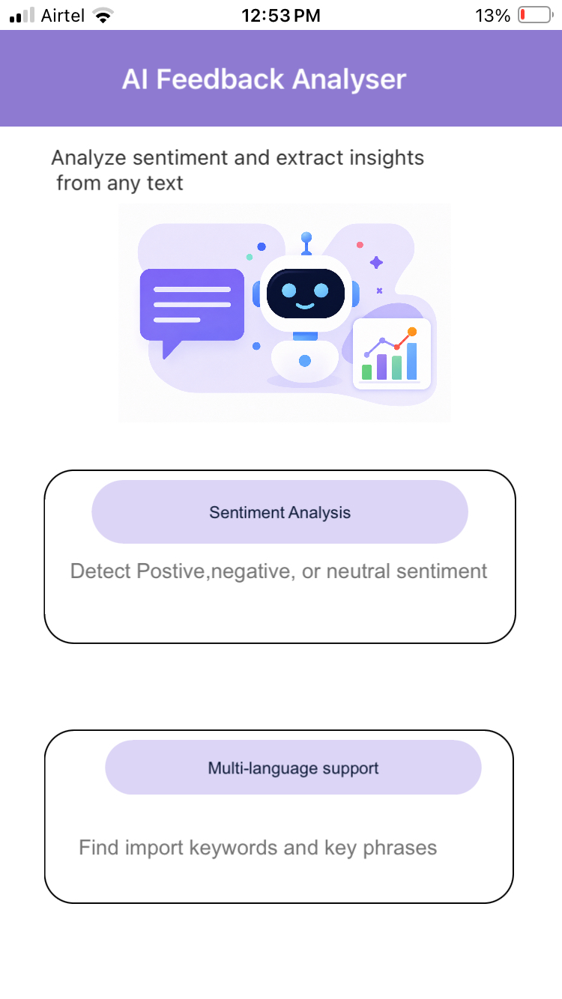 Airtel 12:53 PM 13%
AI Feedback Analyser
Analyze sentiment and extract insights
from any text
Sentiment Analysis
Detect Postive,negative, or neutral sentiment
Multi-language support
Find import keywords and key phrases